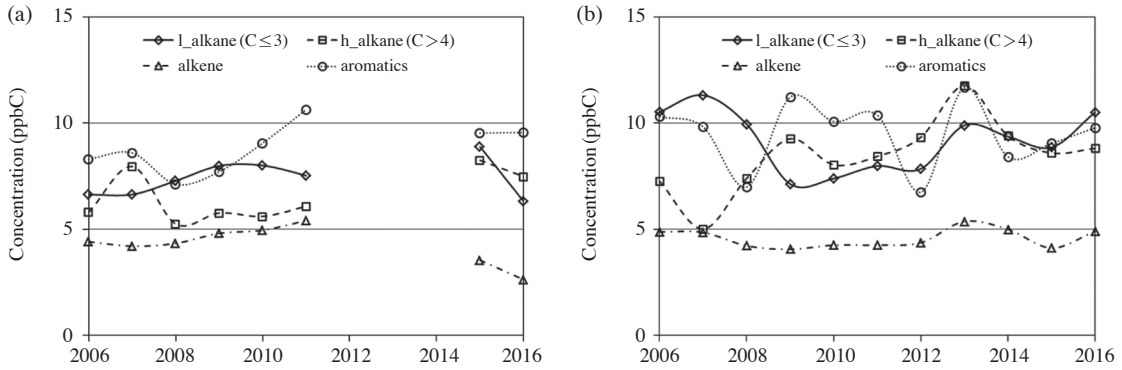 (a)
15
10
5
0
Concentration (ppbC)
l_alkane (C≤3)
h_alkane (C>4)
alkene
aromatics
2006 2008 2010 2012 2014 2016
(b)
15
10
5
0
Concentration (ppbC)
l_alkane (C≤3)
h_alkane (C>4)
alkene
aromatics
2006 2008 2010 2012 2014 2016